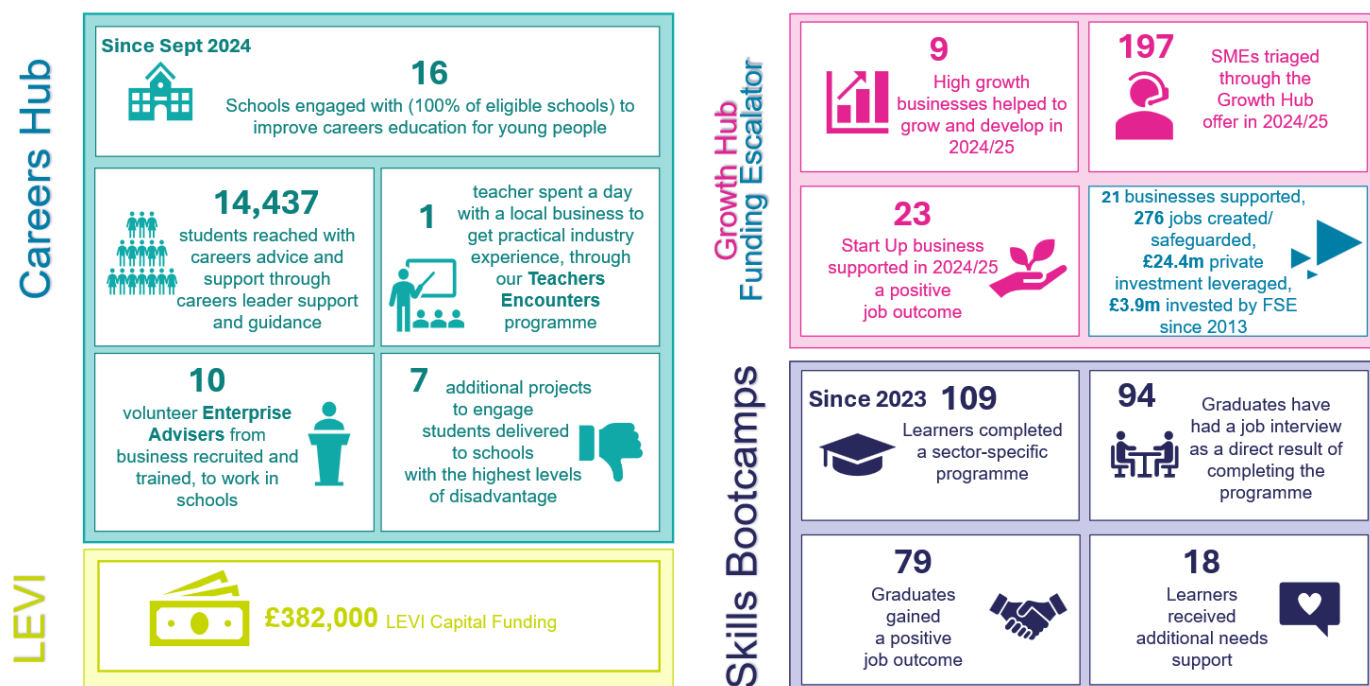 Careers Hub
Since Sept 2024
16
Schools engaged with (100% of eligible schools) to
improve careers education for young people
14,437
students reached with
careers advice and
support through
careers leader support
and guidance
1
teacher spent a day
with a local business to
get practical industry
experience, through
our Teachers
Encounters
programme
10
volunteer Enterprise
Advisers from
business recruited and
trained, to work in
schools
7
additional projects
to engage
students delivered
to schools
with the highest levels
of disadvantage
LEVI
£382,000 LEVI Capital Funding
Growth Hub
Funding Escalator
9
High growth
businesses helped to
grow and develop in
2024/25
197
SMEs triaged
through the
Growth Hub
offer in 2024/25
23
Start Up business
supported in 2024/25
a positive
job outcome
21 businesses supported,
276 jobs created/
safeguarded,
£24.4m private
investment leveraged,
£3.9m invested by FSE
since 2013
Skills Bootcamps
Since 2023 109
Learners completed
a sector-specific
programme
94
Graduates have
had a job interview
as a direct result of
completing the
programme
79
Graduates
gained
a positive
job outcome
18
Learners
received
additional needs
support